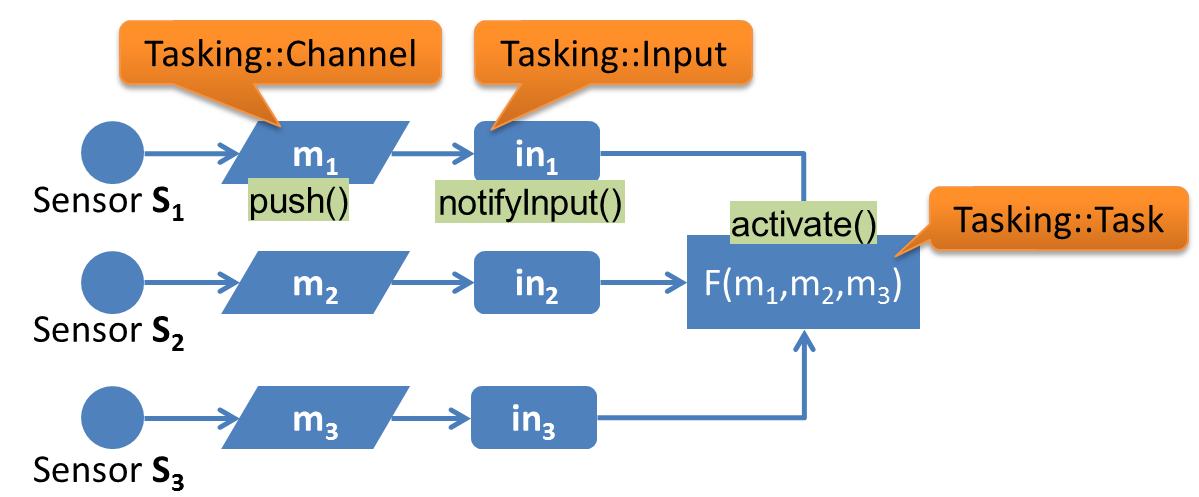 Tasking::Channel
Tasking::Input
m₁
in₁
Sensor S₁
push()
notifyInput()
activate()
Tasking::Task
m₂
in₂
F(m₁,m₂,m₃)
Sensor S₂
m₃
in₃
Sensor S₃